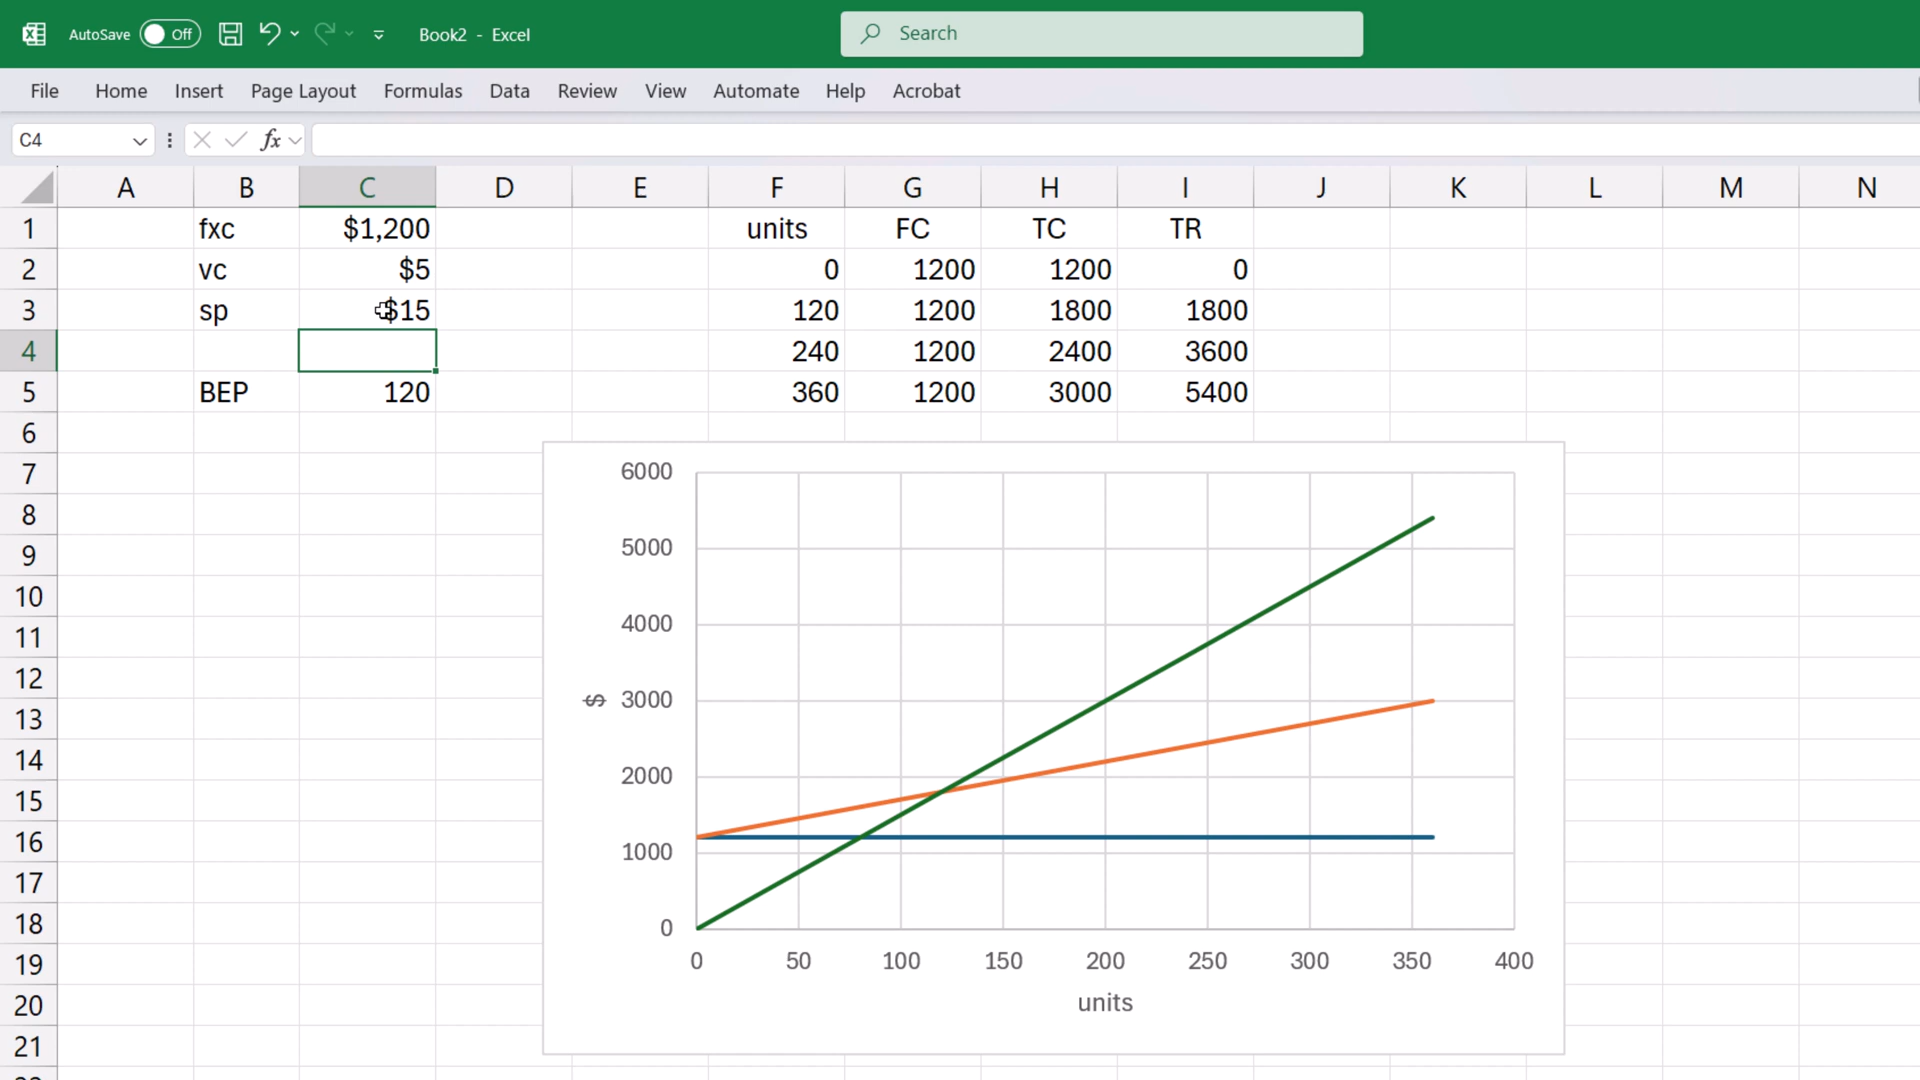 AutoSave Off Book2 - Excel Search
File Home Insert Page Layout Formulas Data Review View Automate Help Acrobat
C4 fx
A B C D E F G H I J K L M N
1 fxc $1,200 units FC TC TR
2 vc $5 0 1200 1200 0
3 sp $15 120 1200 1800 1800
4 240 1200 2400 3600
5 BEP 120 360 1200 3000 5400
6
7
8
9
10
11
12
13
14
15
16
17
18
19
20
21
6000
5000
4000
$ 3000
2000
1000
0
0 50 100 150 200 250 300 350 400
units